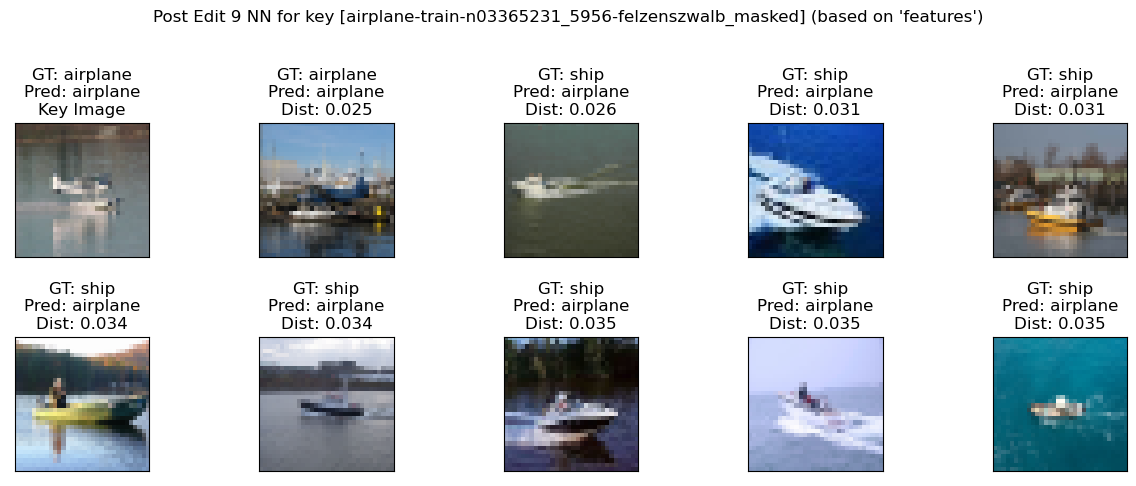 Post Edit 9 NN for key [airplane-train-n03365231_5956-felzenszwalb_masked] (based on 'features')
GT: airplane
Pred: airplane
Key Image
GT: airplane
Pred: airplane
Dist: 0.025
GT: ship
Pred: airplane
Dist: 0.026
GT: ship
Pred: airplane
Dist: 0.031
GT: ship
Pred: airplane
Dist: 0.031
GT: ship
Pred: airplane
Dist: 0.034
GT: ship
Pred: airplane
Dist: 0.034
GT: ship
Pred: airplane
Dist: 0.035
GT: ship
Pred: airplane
Dist: 0.035
GT: ship
Pred: airplane
Dist: 0.035